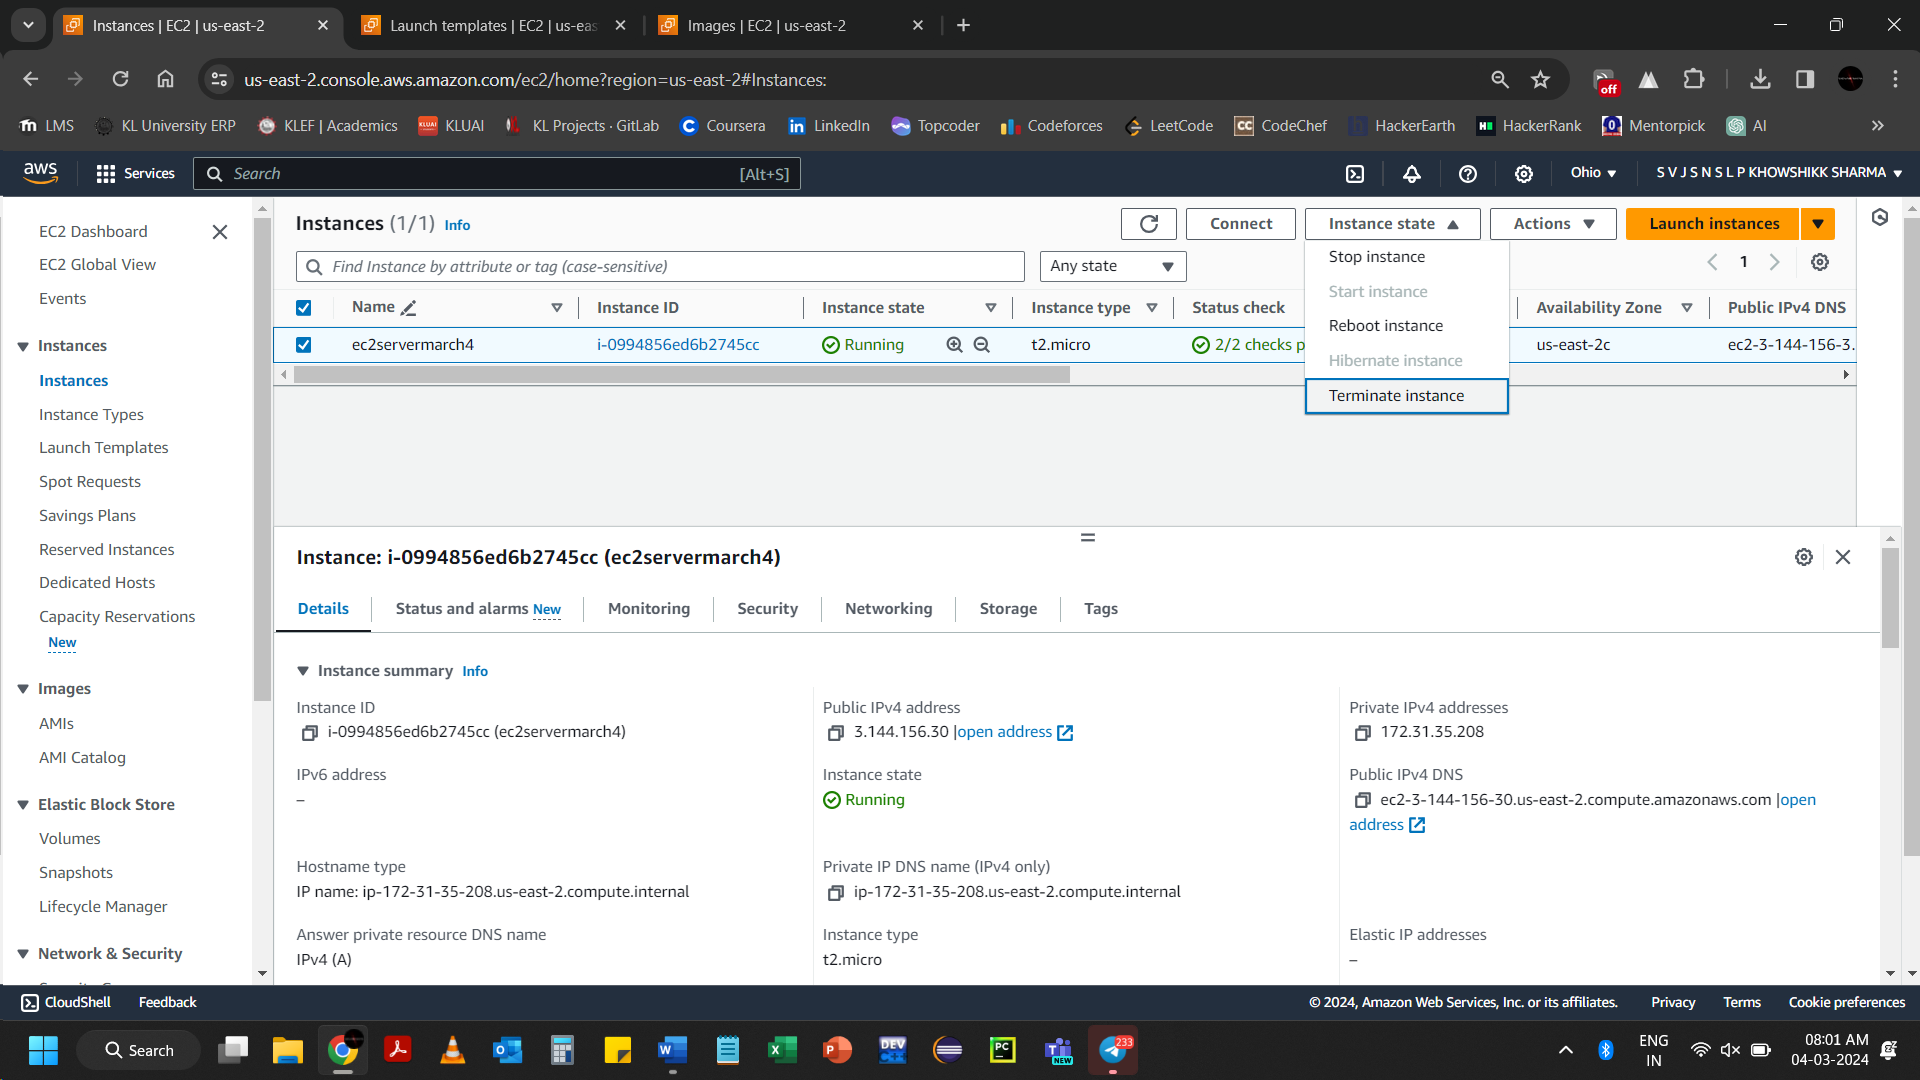 Instances | EC2 | us-east-2
Launch templates | EC2 | us-eas
Images | EC2 | us-east-2
us-east-2.console.aws.amazon.com/ec2/home?region=us-east-2#Instances:
off
LMS
KL University ERP
KLEF | Academics
KLUAI
KL Projects · GitLab
Coursera
LinkedIn
Topcoder
Codeforces
LeetCode
CodeChef
HackerEarth
HackerRank
Mentorpick
AI
aws
Services
Search
[Alt+S]
Ohio
S V J S N S L P KHOWSHIKK SHARMA
EC2 Dashboard
EC2 Global View
Events
Instances
Instances
Instance Types
Launch Templates
Spot Requests
Savings Plans
Reserved Instances
Dedicated Hosts
Capacity Reservations
New
Images
AMIs
AMI Catalog
Elastic Block Store
Volumes
Snapshots
Lifecycle Manager
Network & Security
Instances (1/1) Info
Connect
Instance state
Actions
Launch instances
Find Instance by attribute or tag (case-sensitive)
Any state
1
Stop instance
Start instance
Reboot instance
Hibernate instance
Terminate instance
Name
Instance ID
Instance state
Instance type
Status check
Availability Zone
Public IPv4 DNS
ec2servermarch4
i-0994856ed6b2745cc
Running
t2.micro
2/2 checks p
us-east-2c
ec2-3-144-156-3.
Instance: i-0994856ed6b2745cc (ec2servermarch4)
Details
Status and alarms New
Monitoring
Security
Networking
Storage
Tags
Instance summary Info
Instance ID
i-0994856ed6b2745cc (ec2servermarch4)
Public IPv4 address
3.144.156.30 |open address
Private IPv4 addresses
172.31.35.208
IPv6 address
–
Instance state
Running
Public IPv4 DNS
ec2-3-144-156-30.us-east-2.compute.amazonaws.com |open
address
Hostname type
IP name: ip-172-31-35-208.us-east-2.compute.internal
Private IP DNS name (IPv4 only)
ip-172-31-35-208.us-east-2.compute.internal
Answer private resource DNS name
IPv4 (A)
Instance type
t2.micro
Elastic IP addresses
–
CloudShell
Feedback
© 2024, Amazon Web Services, Inc. or its affiliates.
Privacy
Terms
Cookie preferences
Search
DEV
PC
NEW
233
ENG
IN
08:01 AM
04-03-2024